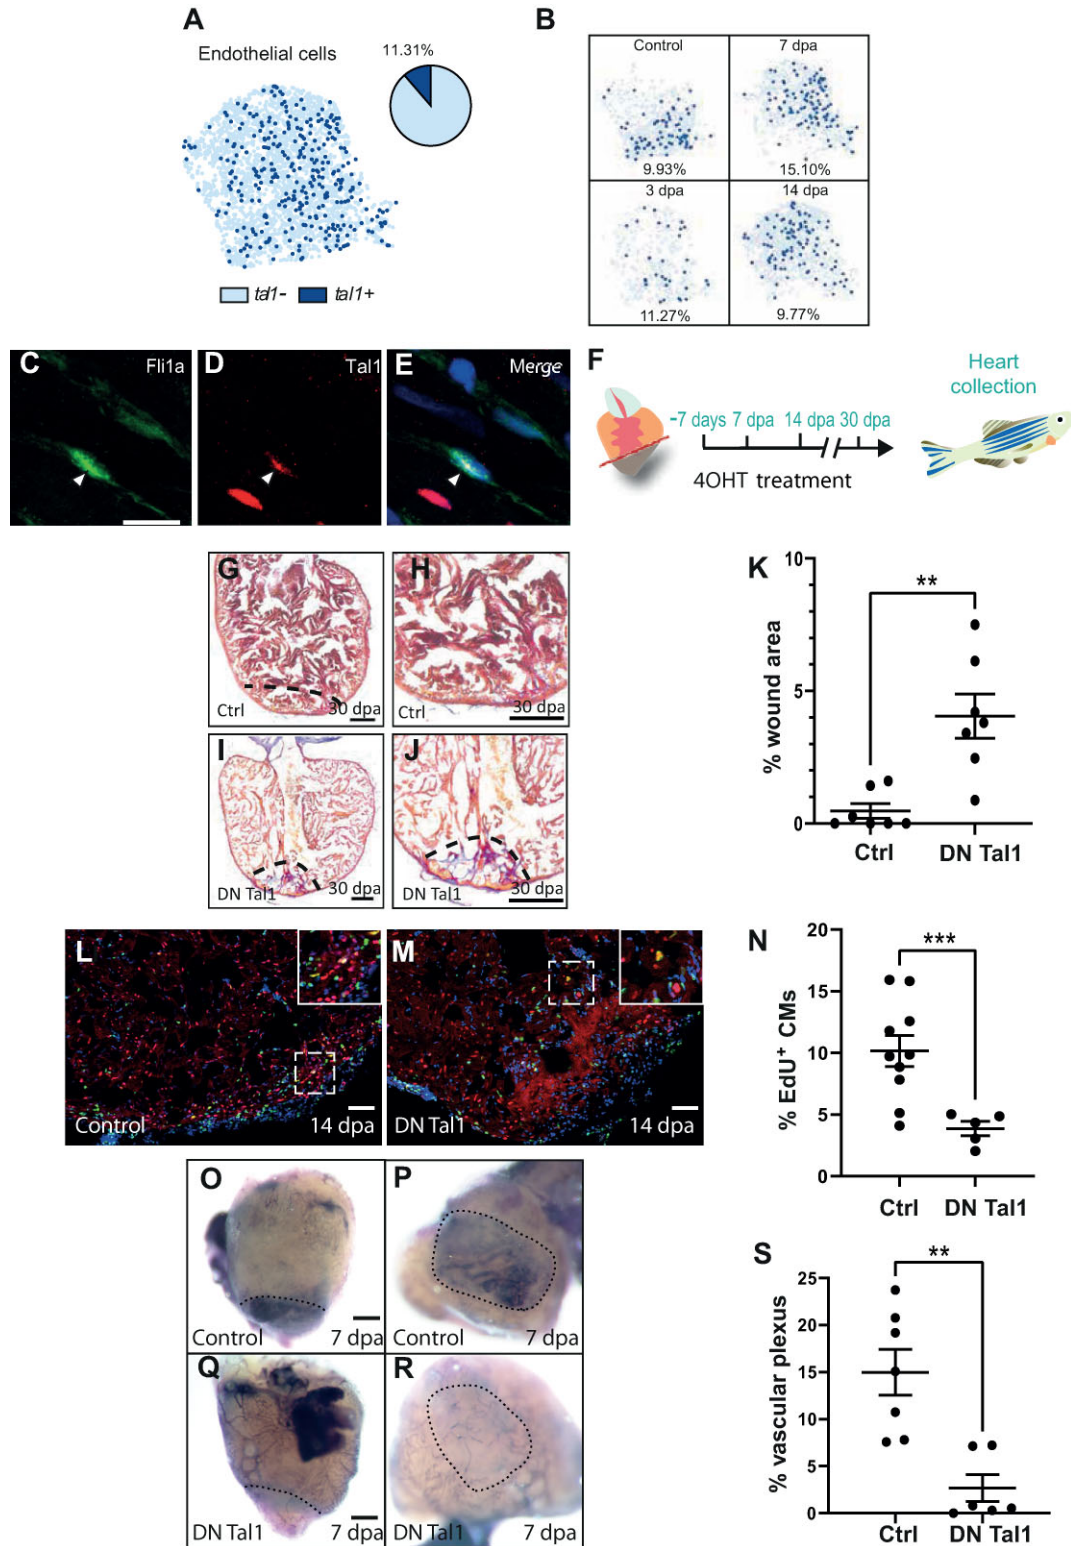 A
Endothelial cells
11.31%
tal1- tal1+
B
Control
9.93%
7 dpa
15.10%
3 dpa
11.27%
14 dpa
9.77%
C
Fli1a
D
Tal1
E
Merge
F
-7 days 7 dpa 14 dpa 30 dpa
4OHT treatment
Heart
collection
G
Ctrl
30 dpa
H
Ctrl
30 dpa
I
DN Tal1
30 dpa
J
DN Tal1
30 dpa
K
% wound area
10
5
0
Ctrl DN Tal1
**
L
Control
14 dpa
M
DN Tal1
14 dpa
N
% EdU+ CMs
20
15
10
5
0
Ctrl DN Tal1
***
O
Control
7 dpa
P
Control
7 dpa
Q
DN Tal1
7 dpa
R
DN Tal1
7 dpa
S
% vascular plexus
25
20
15
10
5
0
Ctrl DN Tal1
**